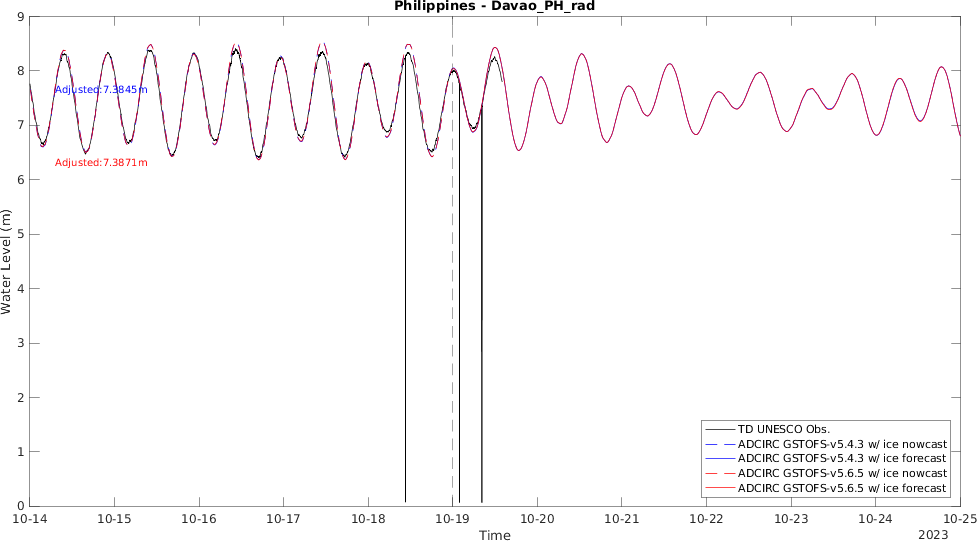 Philippines - Davao_PH_rad
9
8
7
6
5
4
3
2
1
0
Water Level (m)
Adjusted:7.3845m
Adjusted:7.3871m
TD UNESCO Obs.
ADCIRC GSTOFS-v5.4.3 w/ ice nowcast
ADCIRC GSTOFS-v5.4.3 w/ ice forecast
ADCIRC GSTOFS-v5.6.5 w/ ice nowcast
ADCIRC GSTOFS-v5.6.5 w/ ice forecast
10-14 10-15 10-16 10-17 10-18 10-19 10-20 10-21 10-22 10-23 10-24 10-25
Time
2023